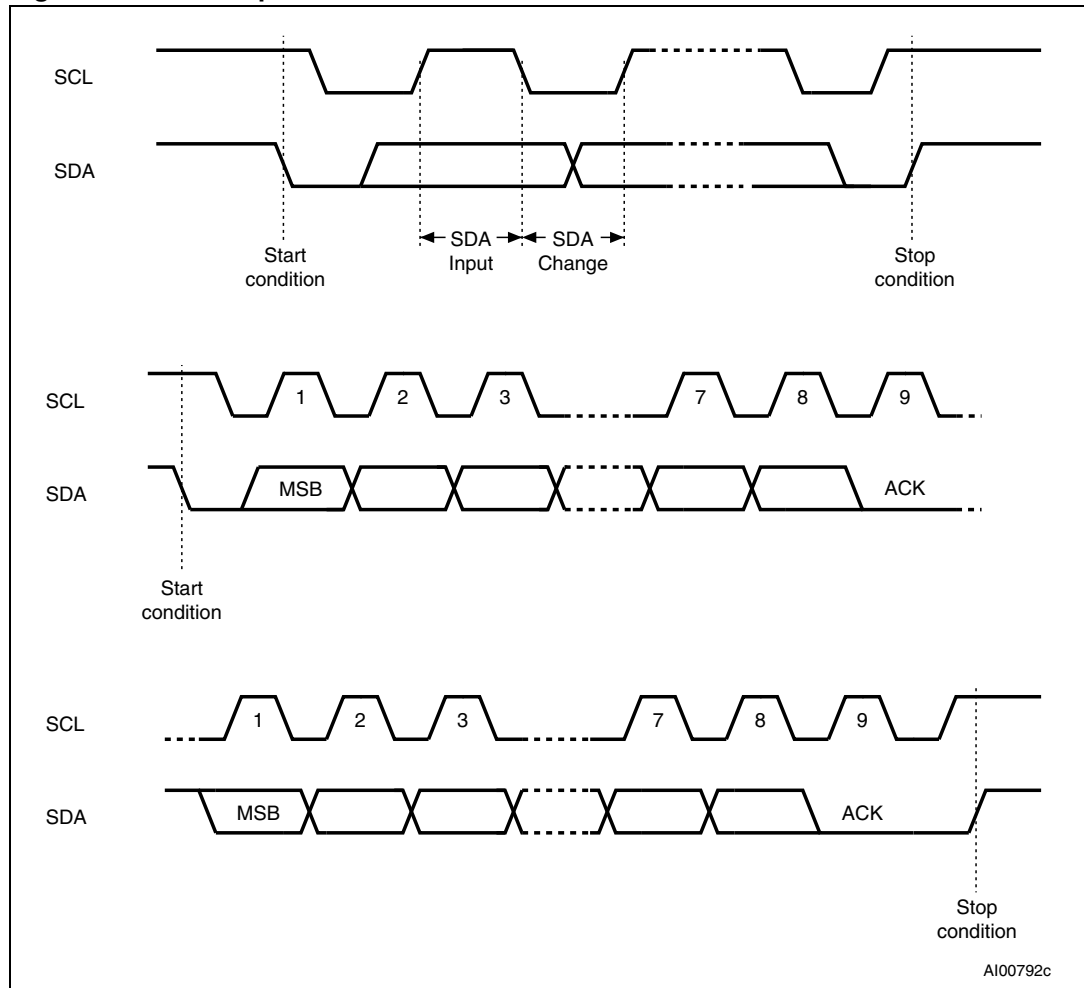 SCL
SDA
Start
condition
SDA
Input
SDA
Change
Stop
condition
SCL
1 2 3 7 8 9
SDA
MSB
ACK
Start
condition
SCL
1 2 3 7 8 9
SDA
MSB
ACK
Stop
condition
AI00792c